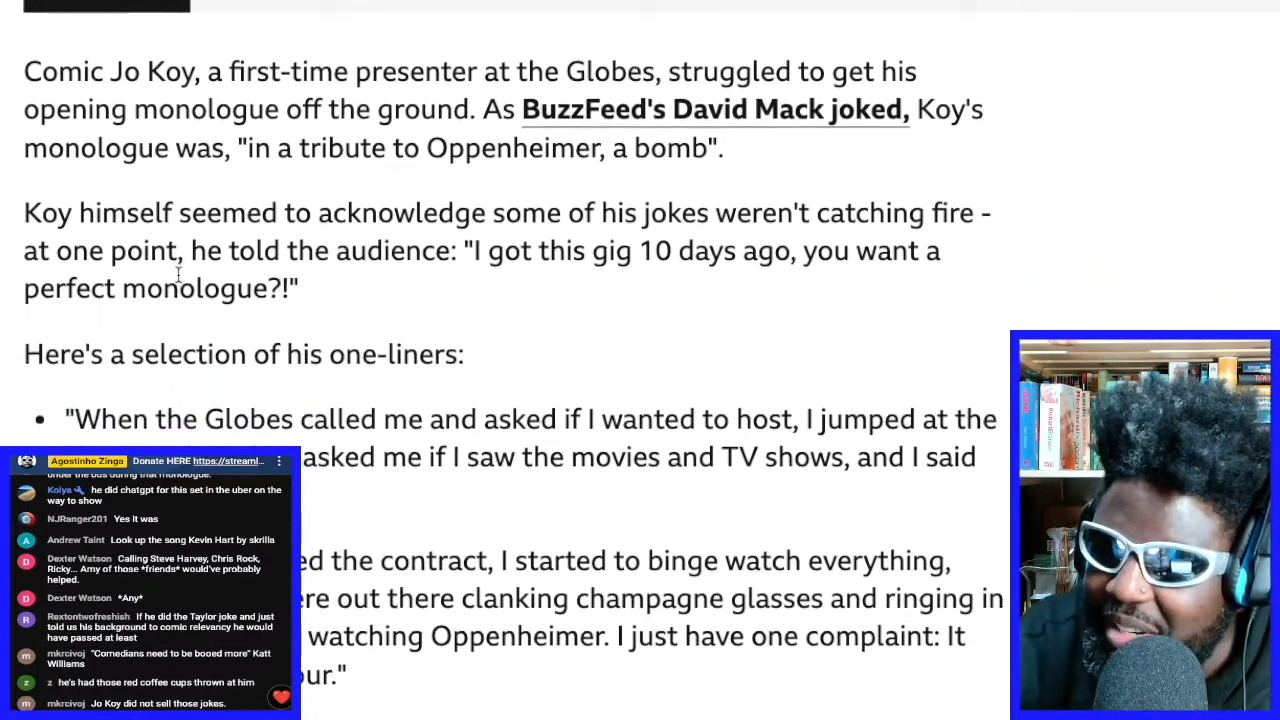 Comic Jo Koy, a first-time presenter at the Globes, struggled to get his
opening monologue off the ground. As BuzzFeed's David Mack joked, Koy's
monologue was, "in a tribute to Oppenheimer, a bomb".
Koy himself seemed to acknowledge some of his jokes weren't catching fire -
at one point, he told the audience: "I got this gig 10 days ago, you want a
perfect monologue?!"
Here's a selection of his one-liners:
• "When the Globes called me and asked if I wanted to host, I jumped at the
asked me if I saw the movies and TV shows, and I said
ed the contract, I started to binge watch everything,
ere out there clanking champagne glasses and ringing in
watching Oppenheimer. I just have one complaint: It
our."
Agostinho Zinga Donate HERE https://streaml...
under the bus during that monologue.
Kolya he did chatgpt for this set in the uber on the
way to show
NJRanger201 Yes it was
Andrew Taint Look up the song Kevin Hart by skrilla
Dexter Watson Calling Steve Harvey, Chris Rock,
Ricky... Amy of those *friends* would've probably
helped.
Dexter Watson *Any*
Rextontwofreshish If he did the Taylor joke and just
told us his background to comic relevancy he would
have passed at least
mkrcivoj "Comedians need to be booed more" Katt
Williams
z he's had those red coffee cups thrown at him
mkrcivoj Jo Koy did not sell those jokes.